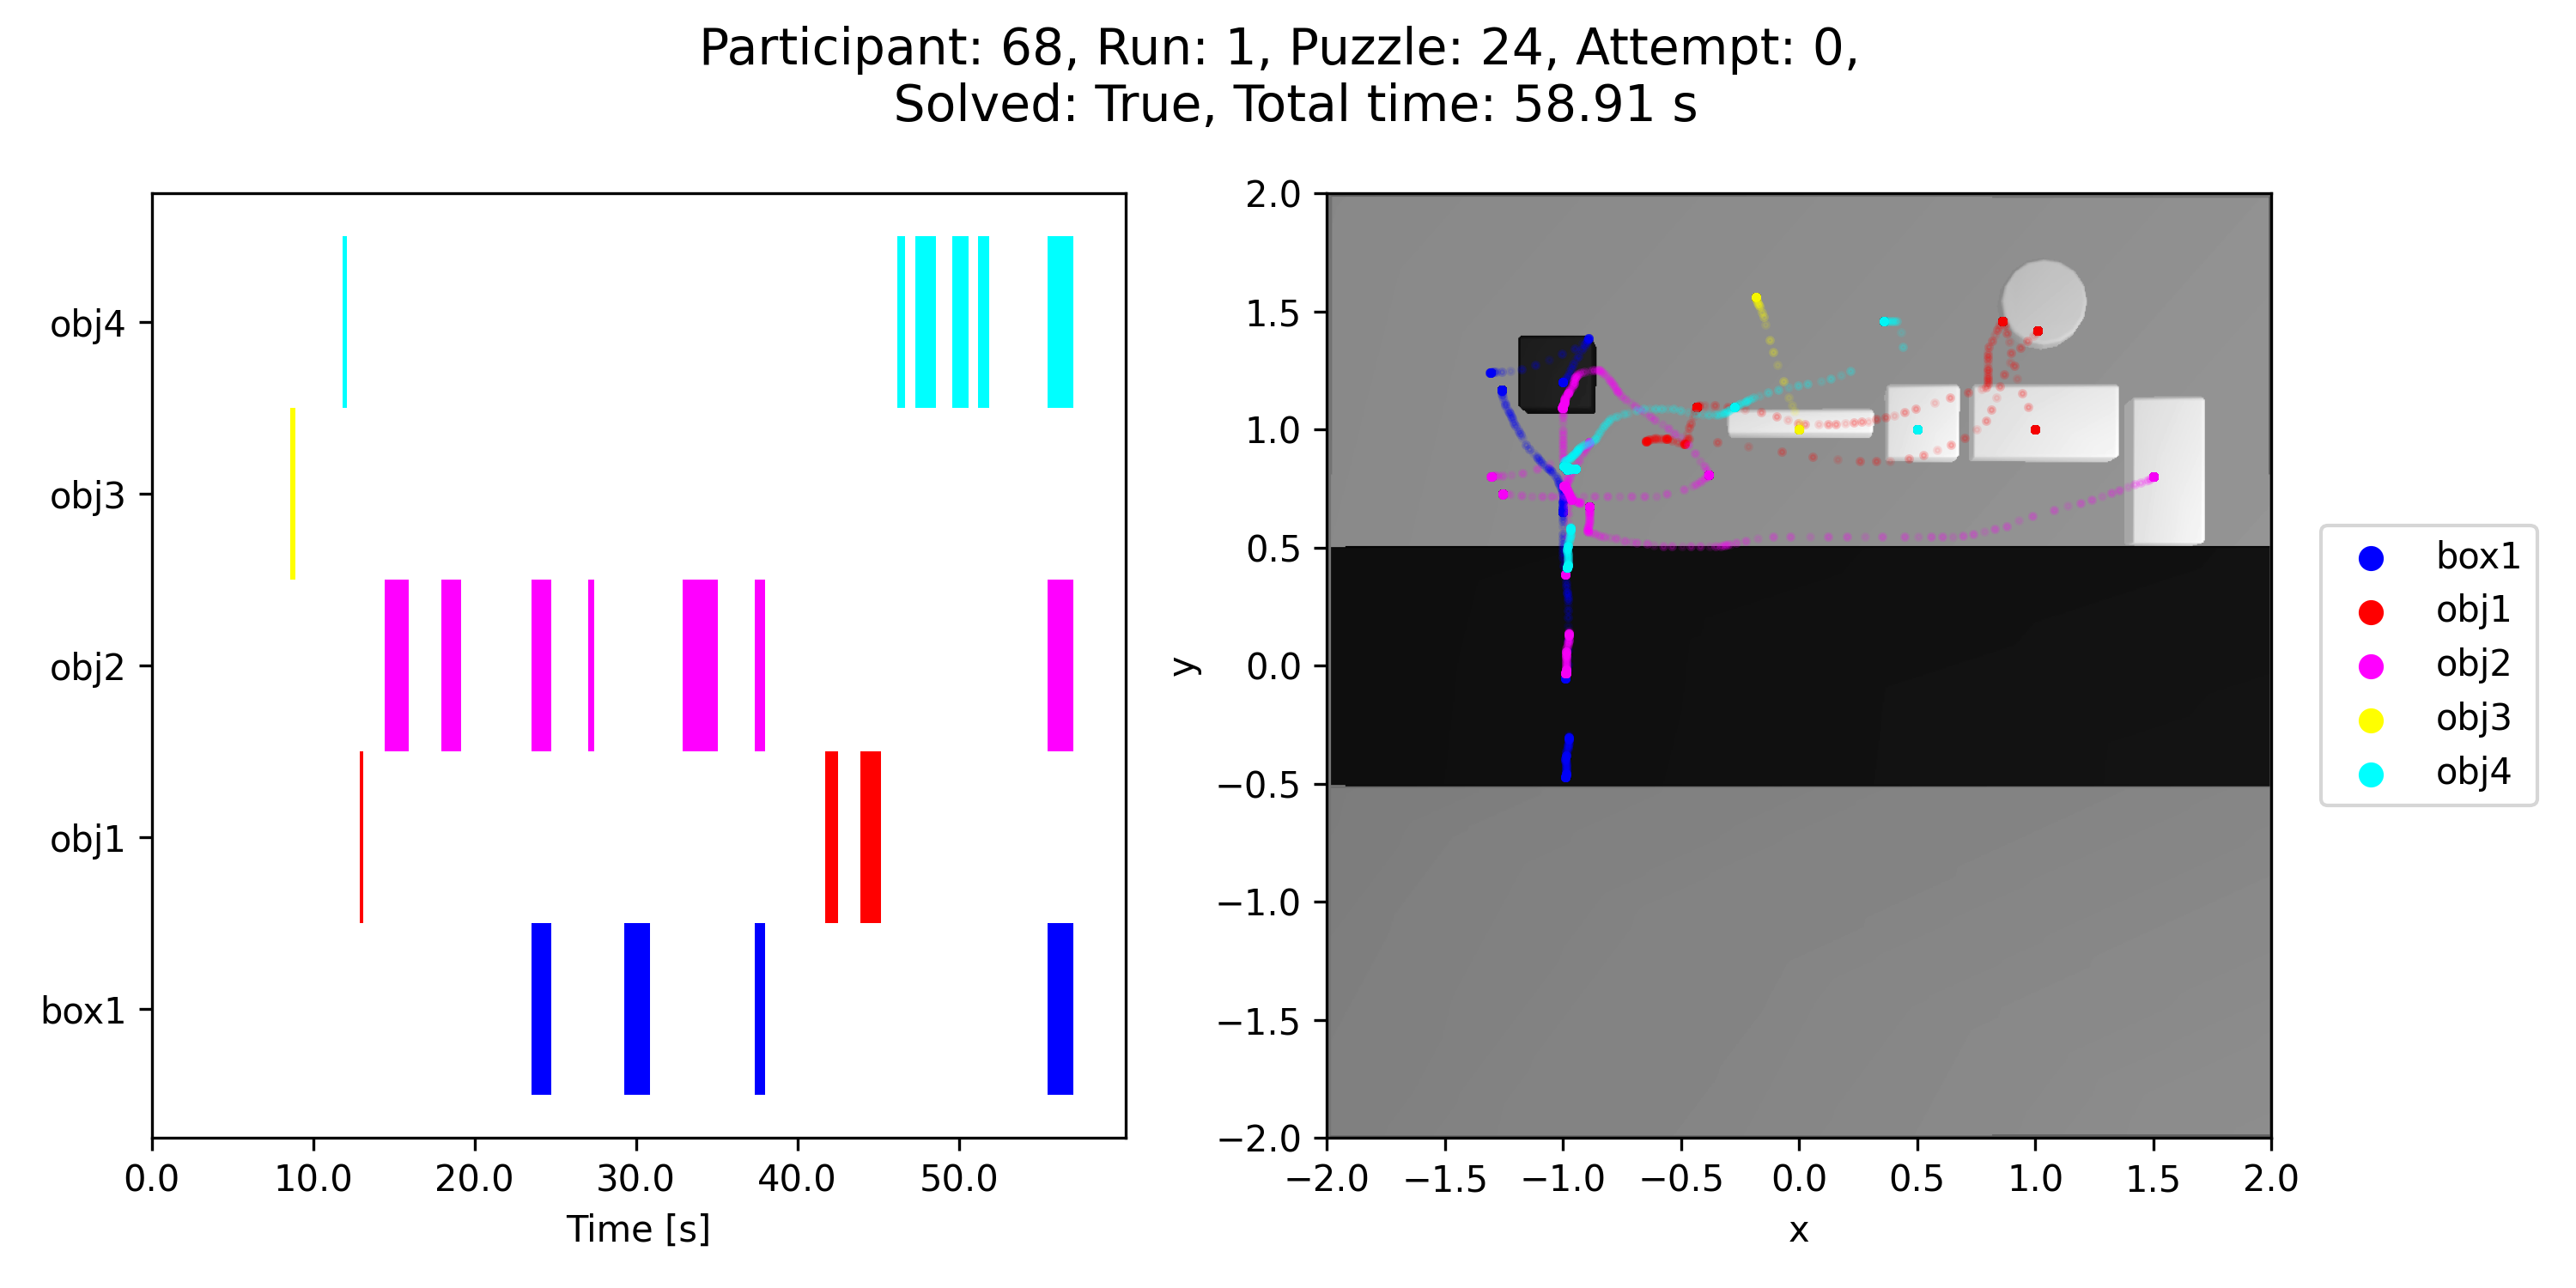 Participant: 68, Run: 1, Puzzle: 24, Attempt: 0,
Solved: True, Total time: 58.91 s
obj4
obj3
obj2
obj1
box1
0.0 10.0 20.0 30.0 40.0 50.0
Time [s]
2.0
1.5
1.0
0.5
0.0
−0.5
−1.0
−1.5
−2.0
y
−2.0 −1.5 −1.0 −0.5 0.0 0.5 1.0 1.5 2.0
x
box1
obj1
obj2
obj3
obj4